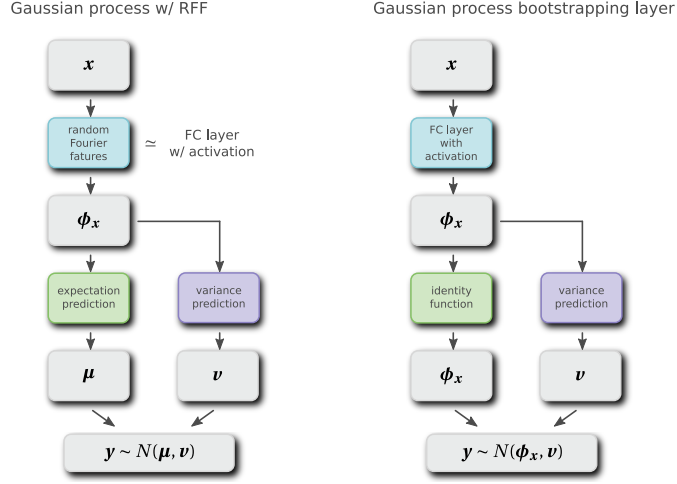 Gaussian process w/ RFF
x
random
Fourier
fatures
≃
FC layer
w/ activation
ϕx
expectation
prediction
variance
prediction
μ
ν
y ~ N(μ, ν)
Gaussian process bootstrapping layer
x
FC layer
with
activation
ϕx
identity
function
variance
prediction
ϕx
ν
y ~ N(ϕx, ν)